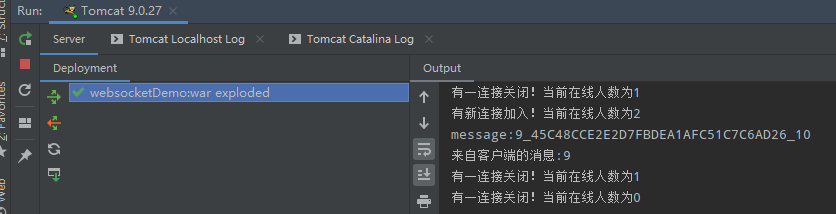 Run:
Tomcat 9.0.27
Server
Tomcat Localhost Log
Tomcat Catalina Log
Deployment
Output
websocketDemo:war exploded
有一连接关闭！当前在线人数为1
有新连接加入！当前在线人数为2
message:9_45C48CCE2E2D7FBDEA1AFC51C7C6AD26_10
来自客户端的消息:9
有一连接关闭！当前在线人数为1
有一连接关闭！当前在线人数为0
2: Favorites
Web